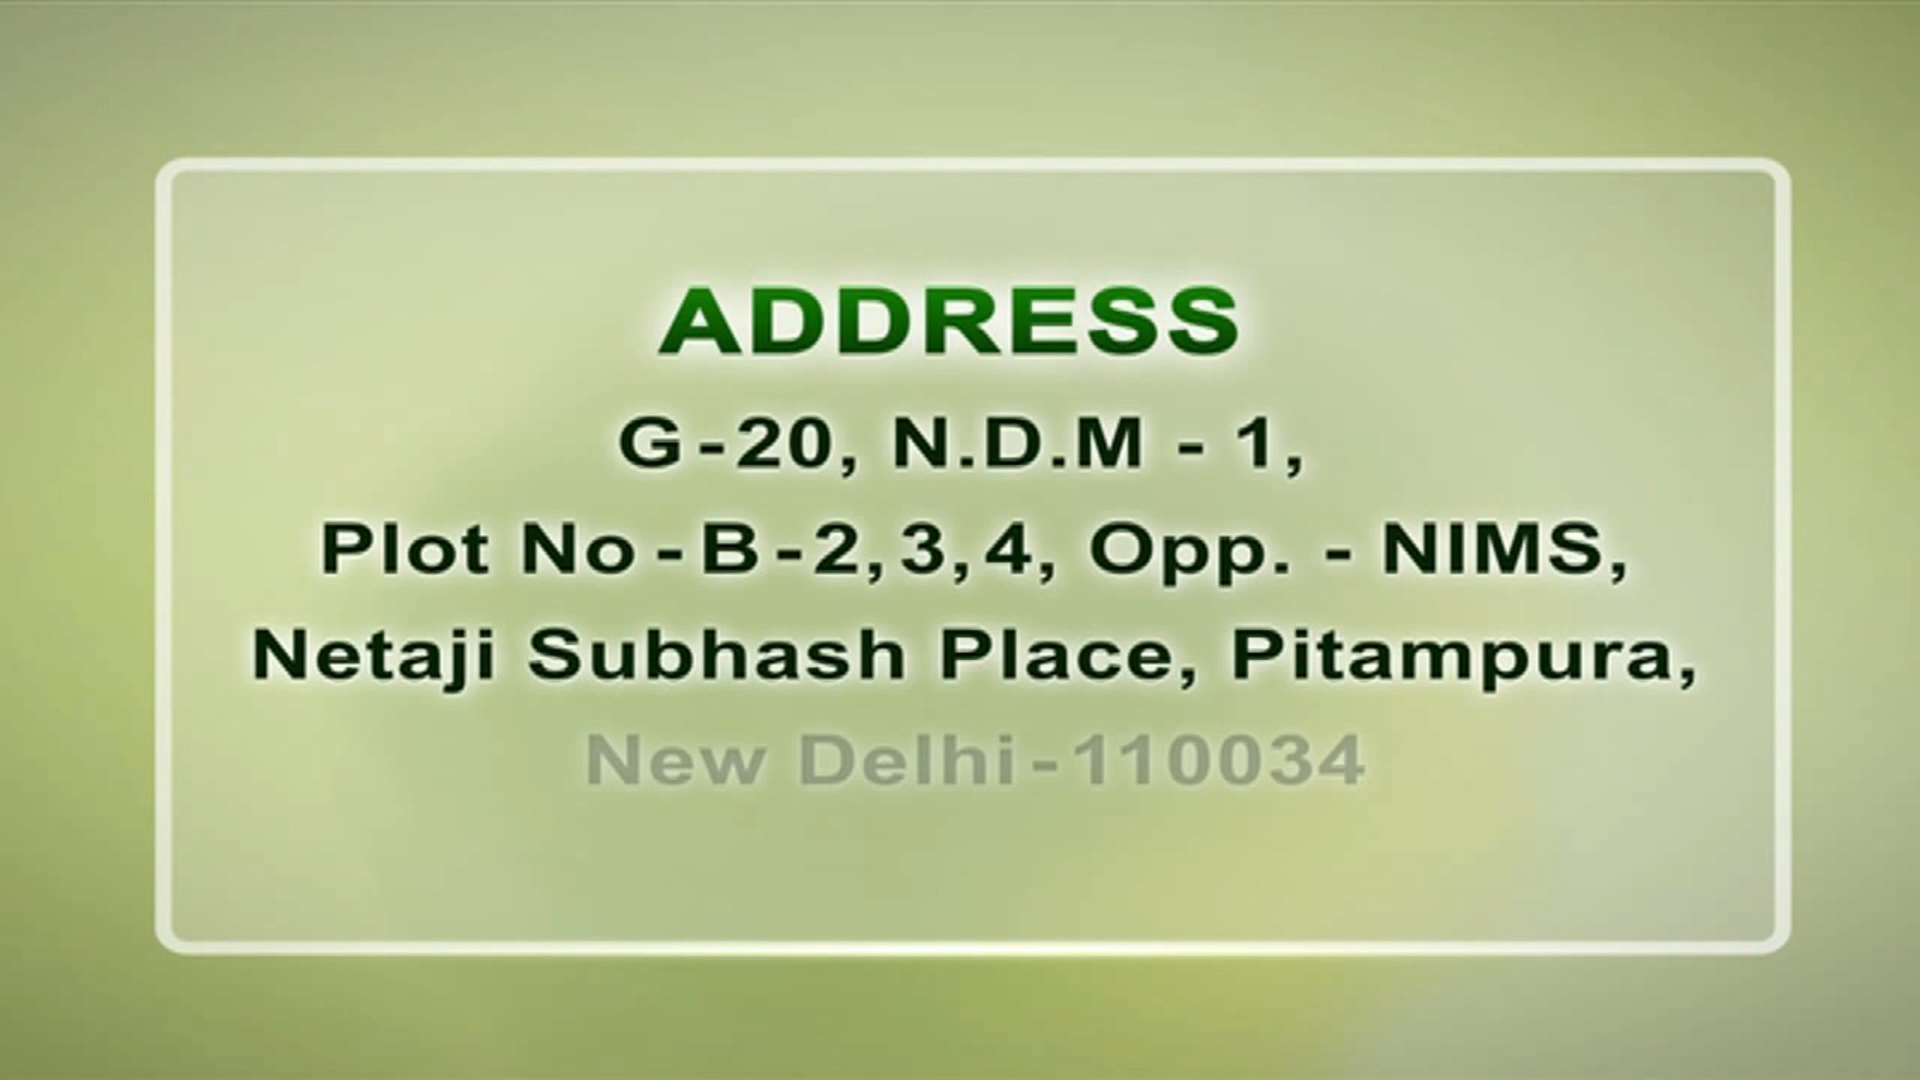 ADDRESS
G-20, N.D.M - 1,
Plot No-B-2,3,4, Opp. - NIMS,
Netaji Subhash Place, Pitampura,
New Delhi-110034